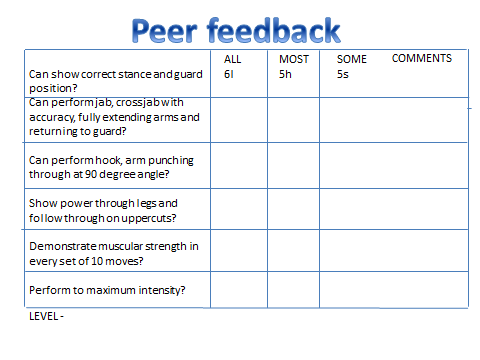 Peer feedback
ALL MOST SOME COMMENTS
6l 5h 5s
Can show correct stance and guard
position?
Can perform jab, crossjab with
accuracy, fully extending arms and
returning to guard?
Can perform hook, arm punching
through at 90 degree angle?
Show power through legs and
follow through on uppercuts?
Demonstrate muscular strength in
every set of 10 moves?
Perform to maximum intensity?
LEVEL -